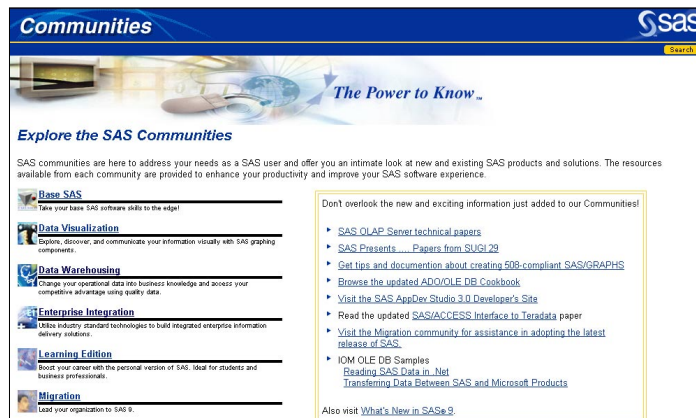 Communities
sas
Search
The Power to Know™
Explore the SAS Communities
SAS communities are here to address your needs as a SAS user and offer you an intimate look at new and existing SAS products and solutions. The resources
available from each community are provided to enhance your productivity and improve your SAS software experience.
Base SAS
Take your base SAS software skills to the edge!
Data Visualization
Explore, discover, and communicate your information visually with SAS graphing
components.
Data Warehousing
Change your operational data into business knowledge and access your
competitive advantage using quality data.
Enterprise Integration
Utilize industry standard technologies to build integrated enterprise information
delivery solutions.
Learning Edition
Boost your career with the personal version of SAS. Ideal for students and
business professionals.
Migration
Lead your organization to SAS 9.
Don't overlook the new and exciting information just added to our Communities!
SAS OLAP Server technical papers
SAS Presents .... Papers from SUGI 29
Get tips and documention about creating 508-compliant SAS/GRAPHS
Browse the updated ADO/OLE DB Cookbook
Visit the SAS AppDev Studio 3.0 Developer's Site
Read the updated SAS/ACCESS Interface to Teradata paper
Visit the Migration community for assistance in adopting the latest
release of SAS.
IOM OLE DB Samples
Reading SAS Data in .Net
Transferring Data Between SAS and Microsoft Products
Also visit What's New in SAS® 9.